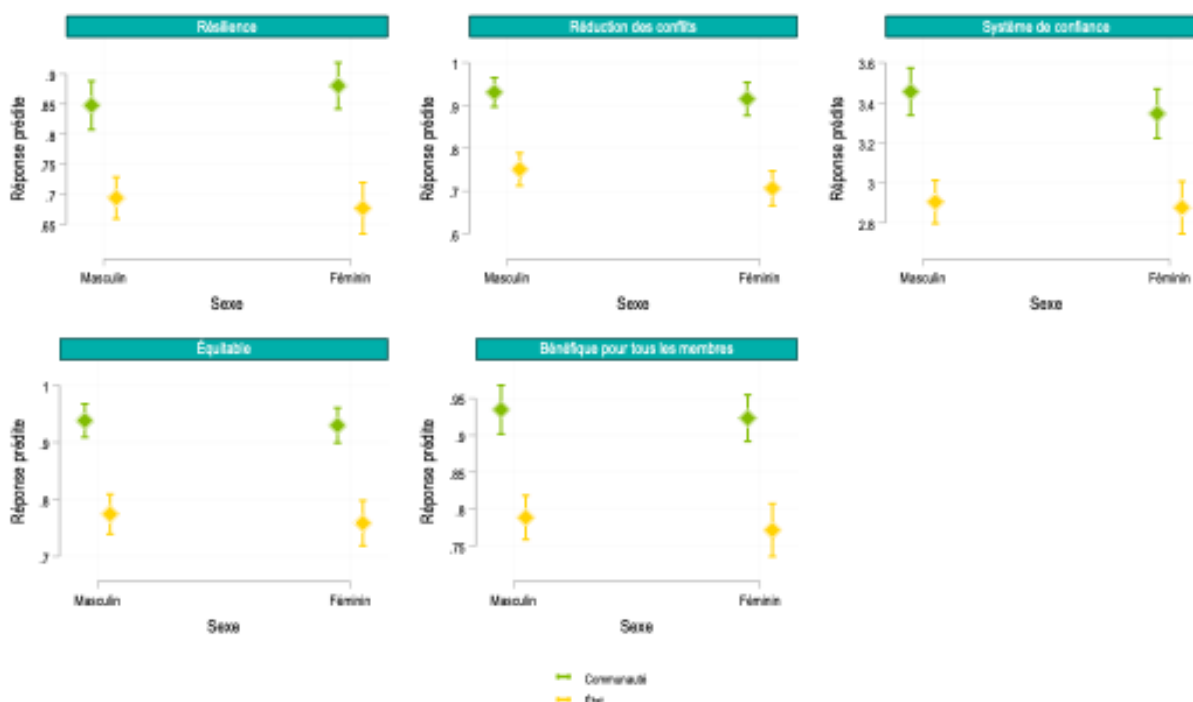 Résilience
Réponse prédite
.9
.85
.8
.75
.7
.65
Masculin
Féminin
Sexe
Réduction des conflits
Réponse prédite
1
.9
.8
.7
.6
Masculin
Féminin
Sexe
Système de confiance
Réponse prédite
3.6
3.4
3.2
3
2.8
Masculin
Féminin
Sexe
Équitable
Réponse prédite
1
.9
.8
.7
Masculin
Féminin
Sexe
Bénéfique pour tous les membres
Réponse prédite
.95
.9
.85
.8
.75
Masculin
Féminin
Sexe
Communauté